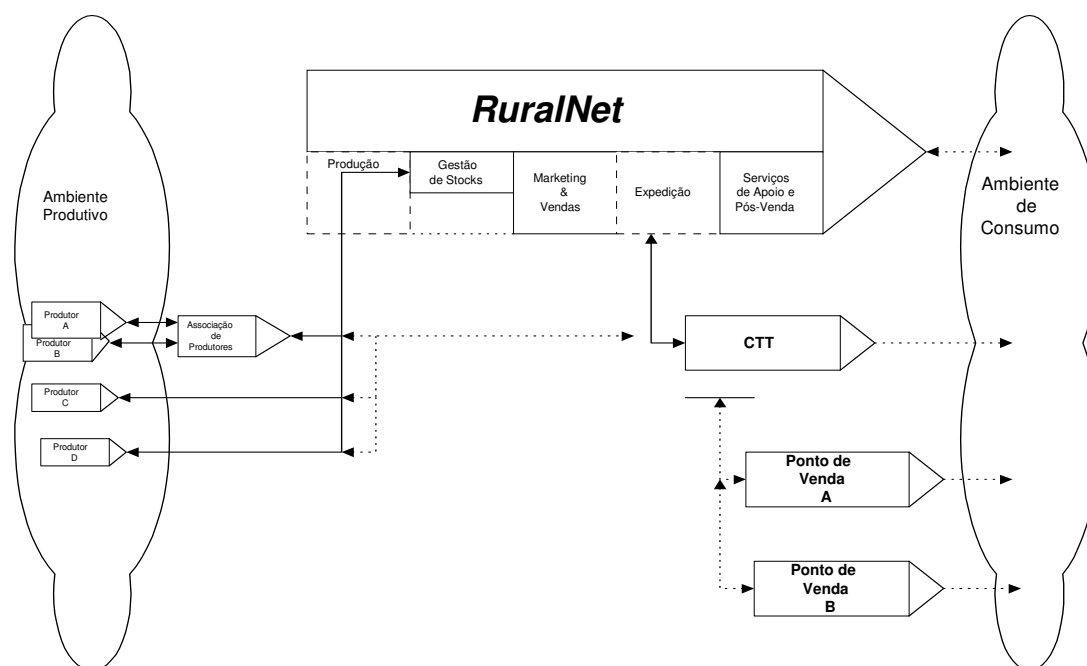 RuralNet
Produção
Gestão
de Stocks
Marketing
&
Vendas
Expedição
Serviços
de Apoio e
Pós-Venda
Ambiente
Produtivo
Ambiente
de
Consumo
Produtor
A
Produtor
B
Associação
de
Produtores
CTT
Produtor
C
Produtor
D
Ponto de
Venda
A
Ponto de
Venda
B